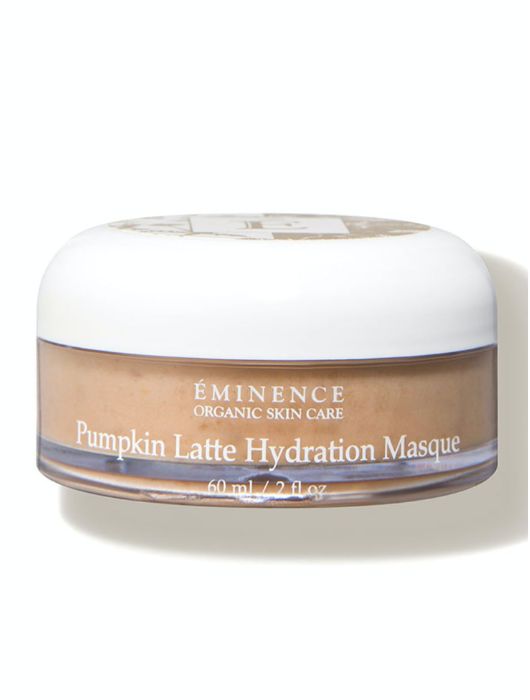 ÉMINENCE
ORGANIC SKIN CARE
Pumpkin Latte Hydration Masque
60 ml / 2 fl oz